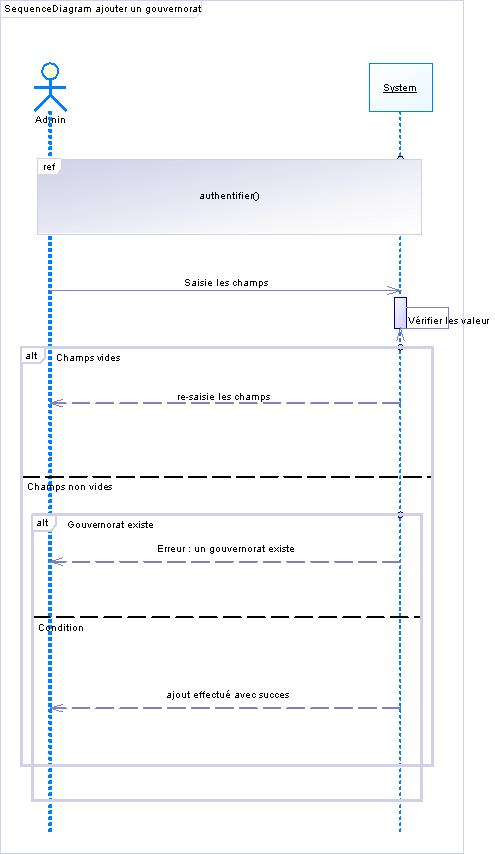 SequenceDiagram ajouter un gouvernorat
Admin
System
ref
authentifier()
Saisie les champs
Vérifier les valeur
alt
Champs vides
re-saisie les champs
Champs non vides
alt
Gouvernorat existe
Erreur : un gouvernorat existe
Condition
ajout effectué avec succes